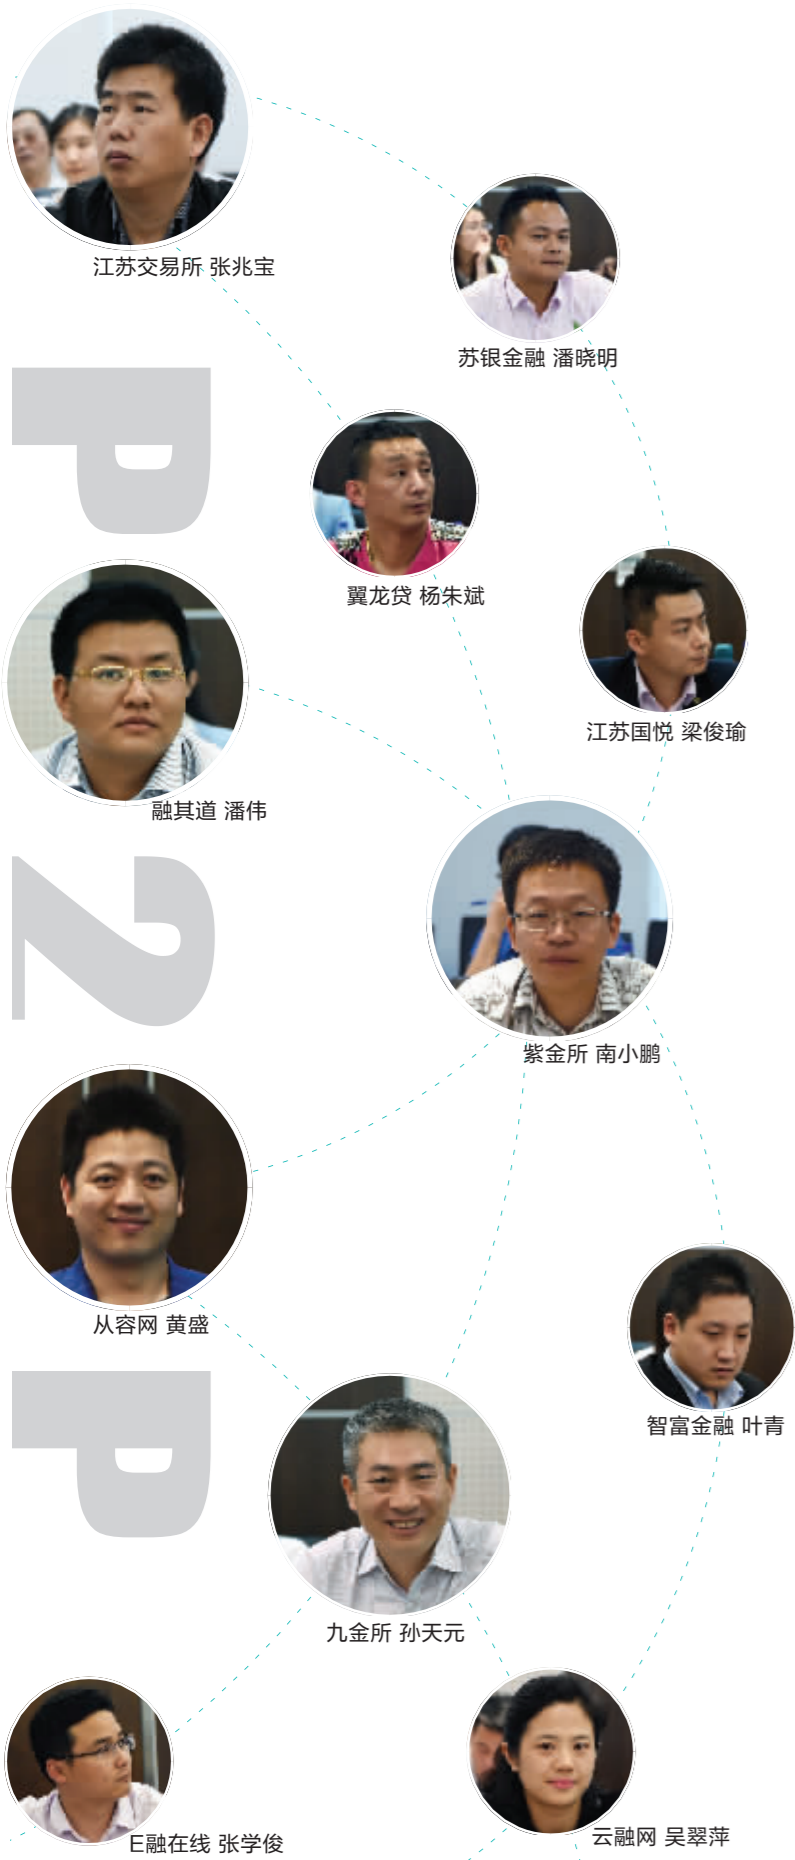 江苏交易所 张兆宝
苏银金融 潘晓明
P
翼龙贷 杨朱斌
江苏国悦 梁俊瑜
融其道 潘伟
2
紫金所 南小鹏
从容网 黄盛
P
智富金融 叶青
九金所 孙天元
E融在线 张学俊
云融网 吴翠萍